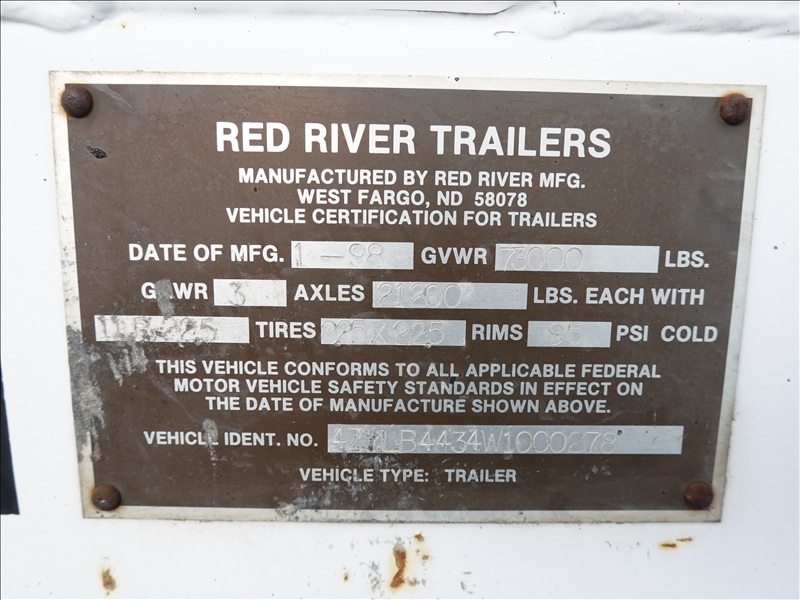 RED RIVER TRAILERS
MANUFACTURED BY RED RIVER MFG.
WEST FARGO, ND 58078
VEHICLE CERTIFICATION FOR TRAILERS
DATE OF MFG. 1-98 GVWR 73000 LBS.
GAWR 3 AXLES 21200 LBS. EACH WITH
TIRES RIMS 95 PSI COLD
THIS VEHICLE CONFORMS TO ALL APPLICABLE FEDERAL
MOTOR VEHICLE SAFETY STANDARDS IN EFFECT ON
THE DATE OF MANUFACTURE SHOWN ABOVE.
VEHICLE IDENT. NO.
VEHICLE TYPE: TRAILER